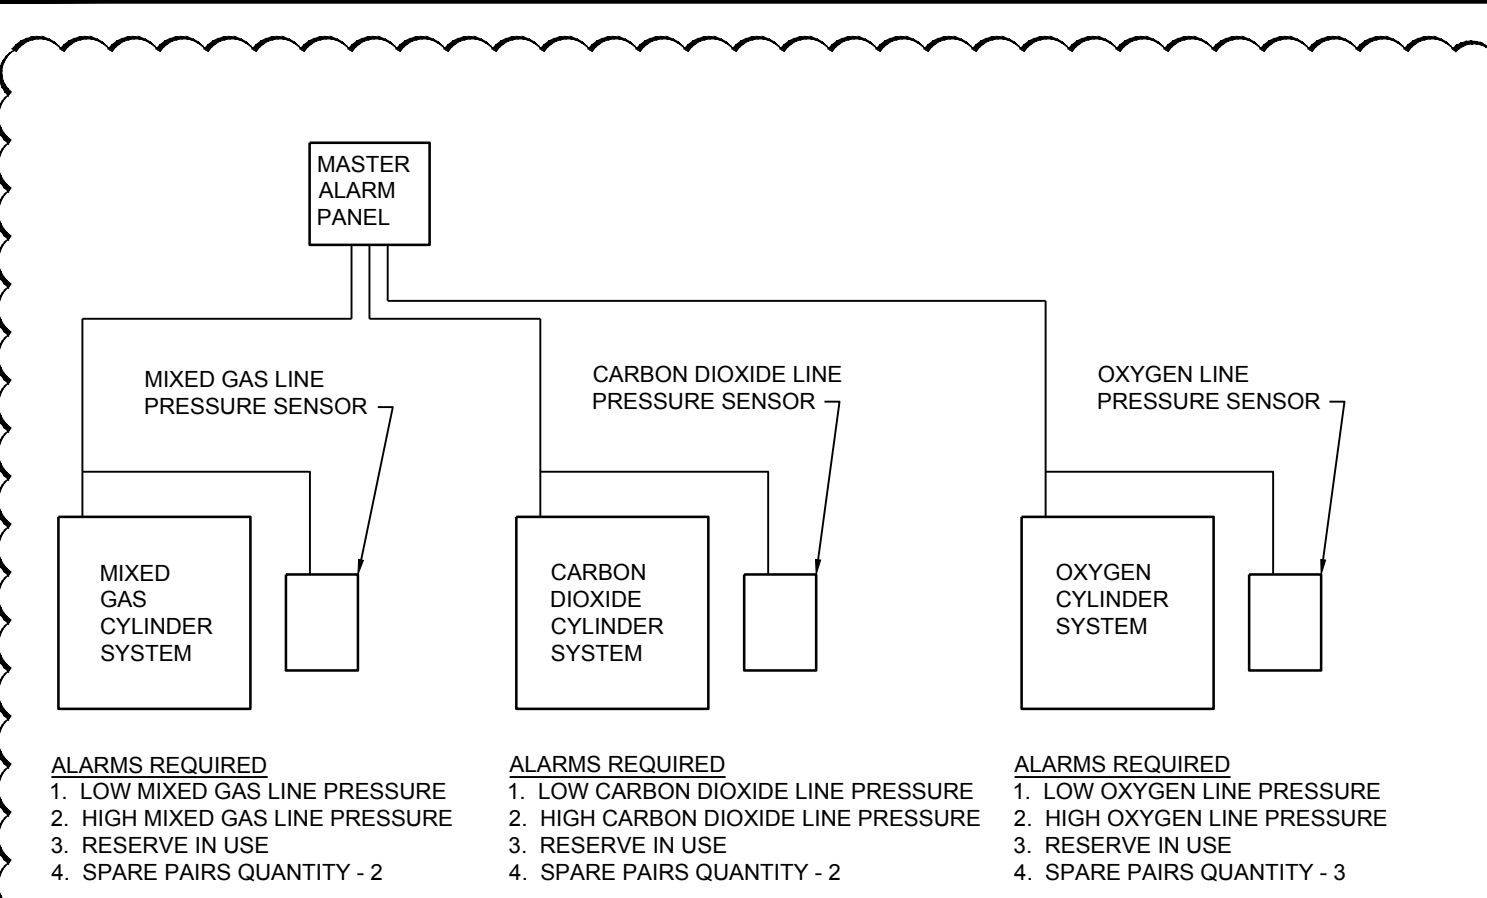 MASTER
ALARM
PANEL
MIXED GAS LINE
PRESSURE SENSOR
CARBON DIOXIDE LINE
PRESSURE SENSOR
OXYGEN LINE
PRESSURE SENSOR
MIXED
GAS
CYLINDER
SYSTEM
CARBON
DIOXIDE
CYLINDER
SYSTEM
OXYGEN
CYLINDER
SYSTEM
ALARMS REQUIRED
1. LOW MIXED GAS LINE PRESSURE
2. HIGH MIXED GAS LINE PRESSURE
3. RESERVE IN USE
4. SPARE PAIRS QUANTITY - 2
ALARMS REQUIRED
1. LOW CARBON DIOXIDE LINE PRESSURE
2. HIGH CARBON DIOXIDE LINE PRESSURE
3. RESERVE IN USE
4. SPARE PAIRS QUANTITY - 2
ALARMS REQUIRED
1. LOW OXYGEN LINE PRESSURE
2. HIGH OXYGEN LINE PRESSURE
3. RESERVE IN USE
4. SPARE PAIRS QUANTITY - 3